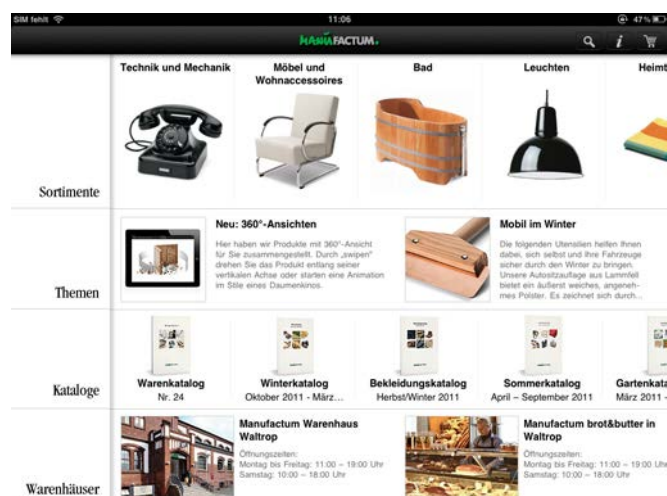 SIM fehlt
11:06
47 %
MANUFACTUM.
Technik und Mechanik
Möbel und
Wohnaccessoires
Bad
Leuchten
Heimt
Sortimente
Neu: 360°-Ansichten
Hier haben wir Produkte mit 360°-Ansicht
für Sie zusammengestellt. Durch „swipen"
drehen Sie das Produkt entlang seiner
vertikalen Achse oder starten eine Animation
im Stile eines Daumenkinos.
Mobil im Winter
Die folgenden Utensilien helfen Ihnen
dabei, sich selbst und Ihre Fahrzeuge
sicher durch den Winter zu bringen.
Unsere Autositzauflage aus Lammfell
bietet ein äußerst weiches, angeneh-
mes Polster. Es zeichnet sich durch...
Themen
Warenkatalog
Nr. 24
Winterkatalog
Oktober 2011 - März...
Bekleidungskatalog
Herbst/Winter 2011
Sommerkatalog
April – September 2011
Gartenkata
März 2011 -
Kataloge
Manufactum Warenhaus
Waltrop
Öffnungszeiten:
Montag bis Freitag: 11:00 – 19:00 Uhr
Samstag: 10:00 – 18:00 Uhr
Manufactum brot&butter in
Waltrop
Öffnungszeiten:
Montag bis Freitag: 11:00 – 19:00 Uhr
Samstag: 10:00 – 18:00 Uhr
Warenhäuser